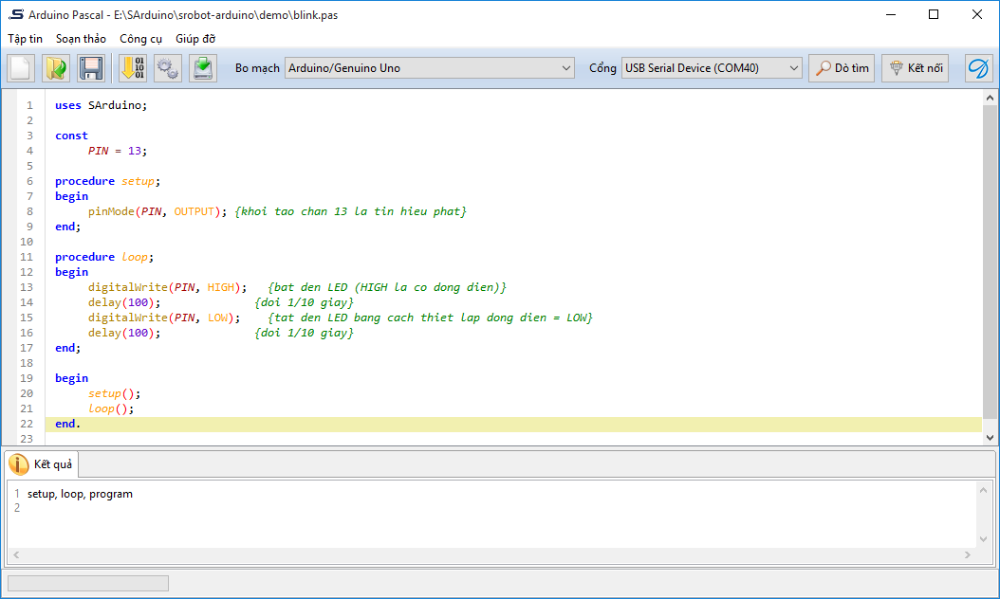 Arduino Pascal - E:\SArduino\srobot-arduino\demo\blink.pas
Tập tin Soạn thảo Công cụ Giúp đỡ
Bo mạch Arduino/Genuino Uno Cổng USB Serial Device (COM40) Dò tìm Kết nối
1 uses SArduino;
2
3 const
4 PIN = 13;
5
6 procedure setup;
7 begin
8 pinMode(PIN, OUTPUT); {khoi tao chan 13 la tin hieu phat}
9 end;
10
11 procedure loop;
12 begin
13 digitalWrite(PIN, HIGH); {bat den LED (HIGH la co dong dien)}
14 delay(100); {doi 1/10 giay}
15 digitalWrite(PIN, LOW); {tat den LED bang cach thiet lap dong dien = LOW}
16 delay(100); {doi 1/10 giay}
17 end;
18
19 begin
20 setup();
21 loop();
22 end.
23
Kết quả
1 setup, loop, program
2